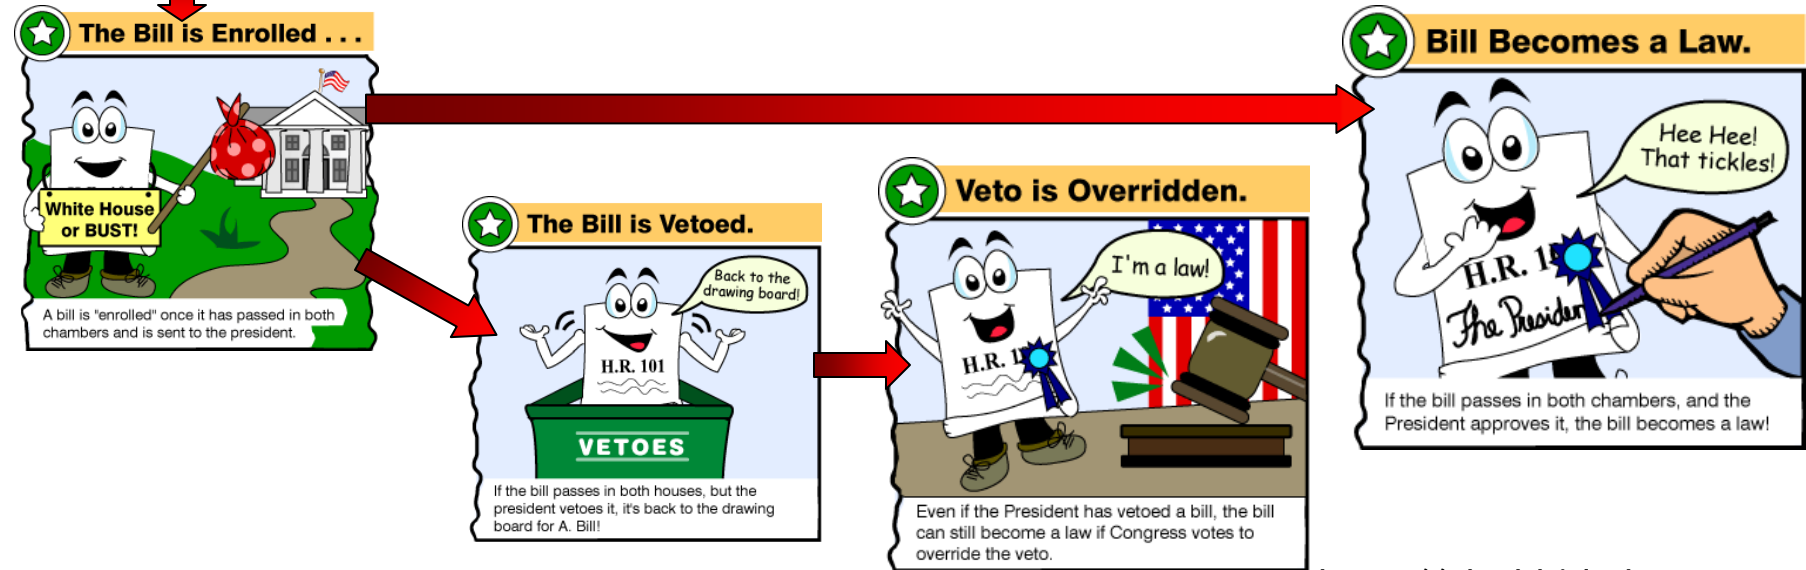 The Bill is Enrolled . . .
White House
or BUST!
A bill is "enrolled" once it has passed in both
chambers and is sent to the president.
The Bill is Vetoed.
Back to the
drawing board!
H.R. 101
VETOES
If the bill passes in both houses, but the
president vetoes it, it's back to the drawing
board for A. Bill!
Veto is Overridden.
I'm a law!
H.R. 1
Even if the President has vetoed a bill, the bill
can still become a law if Congress votes to
override the veto.
Bill Becomes a Law.
Hee Hee!
That tickles!
H.R. 1
The Presiden
If the bill passes in both chambers, and the
President approves it, the bill becomes a law!